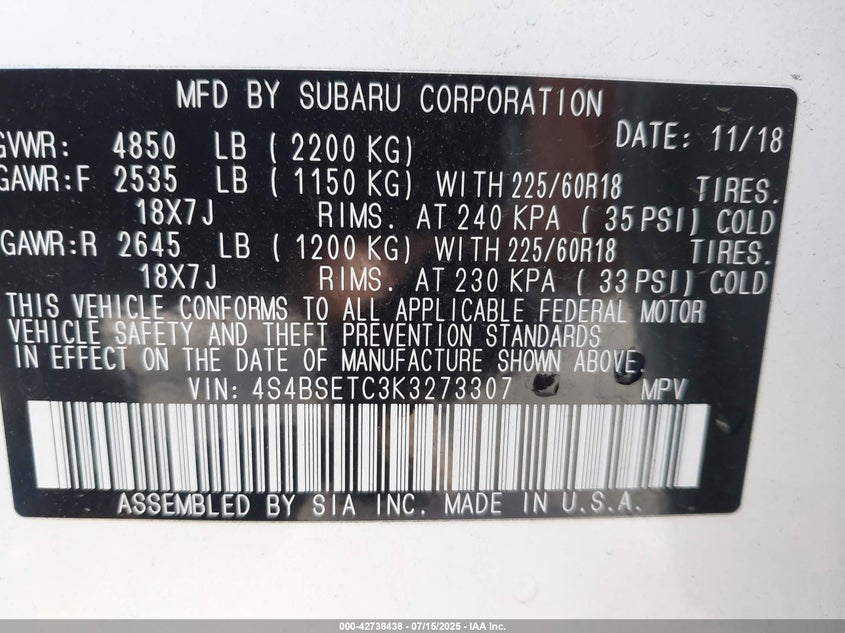 MFD BY SUBARU CORPORATION
DATE: 11/18
GVWR: 4850 LB ( 2200 KG)
GAWR:F 2535 LB ( 1150 KG) WITH 225/60R18 TIRES.
18X7J RIMS. AT 240 KPA ( 35 PSI) COLD
GAWR:R 2645 LB ( 1200 KG) WITH 225/60R18 TIRES.
18X7J RIMS. AT 230 KPA ( 33 PSI) COLD
THIS VEHICLE CONFORMS TO ALL APPLICABLE FEDERAL MOTOR
VEHICLE SAFETY AND THEFT PREVENTION STANDARDS
IN EFFECT ON THE DATE OF MANUFACTURE SHOWN ABOVE.
VIN: 4S4BSETC3K3273307 MPV
ASSEMBLED BY SIA INC. MADE IN U.S.A.
000-42738438 - 07/15/2025 - IAA Inc.